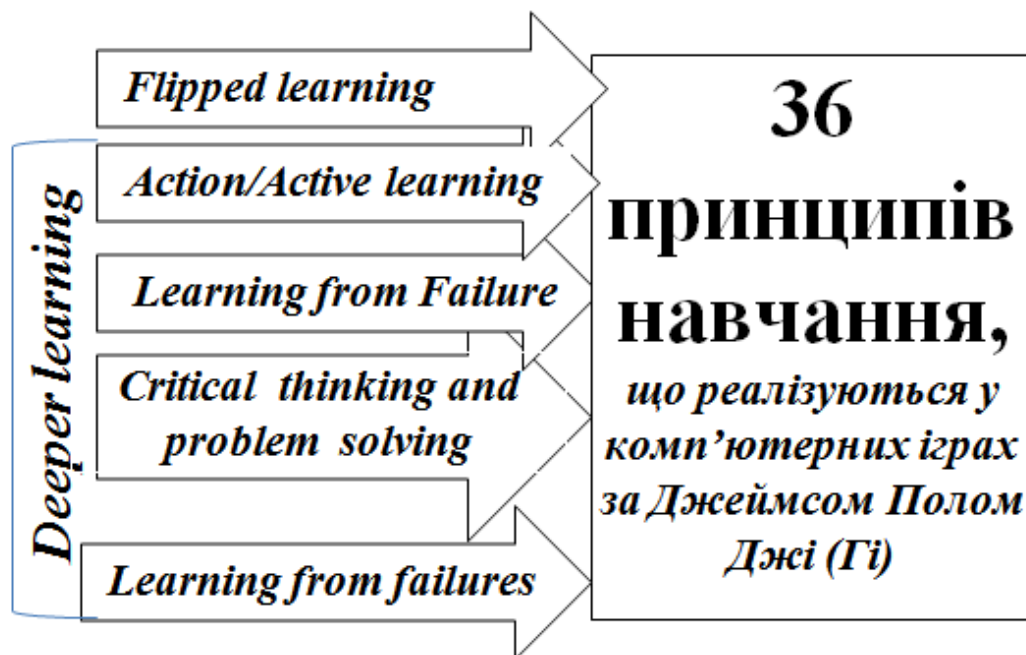 Deeper learning
Flipped learning
Action/Active learning
Learning from Failure
Critical thinking and
problem solving
Learning from failures
36
принципів
навчання,
що реалізуються у
комп’ютерних іграх
за Джеймсом Полом
Джі (Гі)